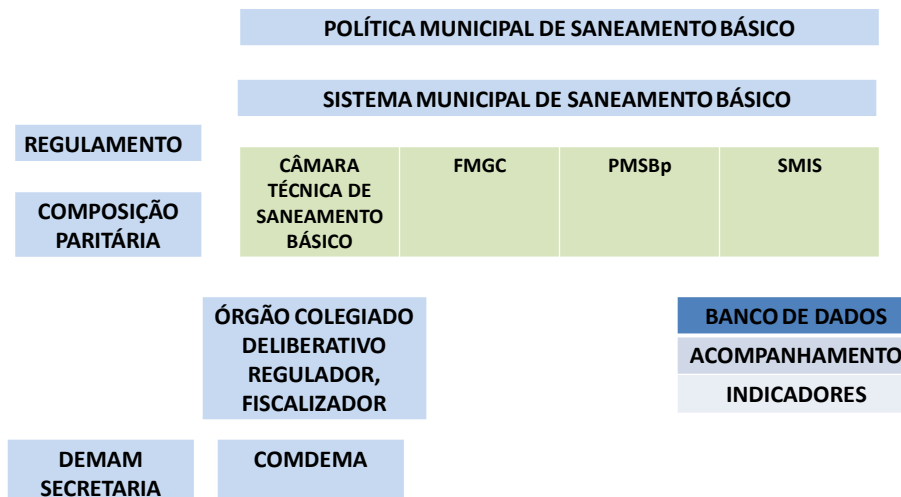 POLÍTICA MUNICIPAL DE SANEAMENTO BÁSICO
SISTEMA MUNICIPAL DE SANEAMENTO BÁSICO
REGULAMENTO
COMPOSIÇÃO
PARITÁRIA
CÂMARA
TÉCNICA DE
SANEAMENTO
BÁSICO
FMGC
PMSBp
SMIS
ÓRGÃO COLEGIADO
DELIBERATIVO
REGULADOR,
FISCALIZADOR
BANCO DE DADOS
ACOMPANHAMENTO
INDICADORES
DEMAM
SECRETARIA
COMDEMA